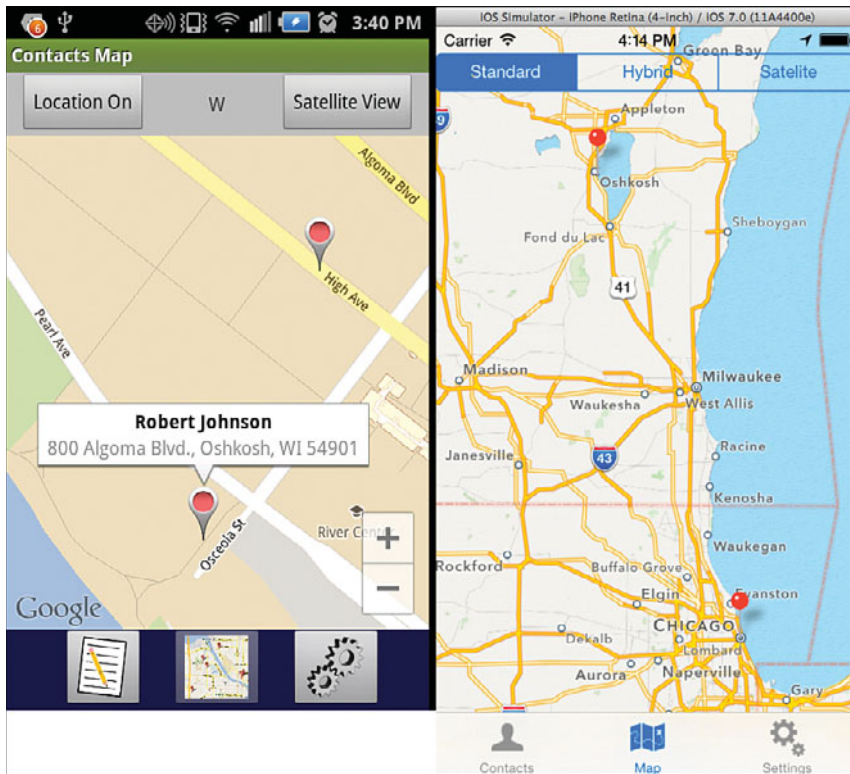 6
3:40 PM
Contacts Map
Location On
W
Satellite View
Algoma Blvd
High Ave
Pearl Ave
Robert Johnson
800 Algoma Blvd., Oshkosh, WI 54901
Osceola St
River Center
+
−
Google
IOS Simulator – iPhone Retina (4-inch) / IOS 7.0 (11A4400e)
Carrier
4:14 PM
Green Bay
Standard
Hybrid
Satelite
Appleton
Oshkosh
Sheboygan
Fond du Lac
41
Madison
Milwaukee
Waukesha
West Allis
Racine
Janesville
43
Kenosha
Waukegan
Rockford
Buffalo Grove
Evanston
Elgin
CHICAGO
Dekalb
Lombard
Aurora
Naperville
Gary
Contacts
Map
Settings